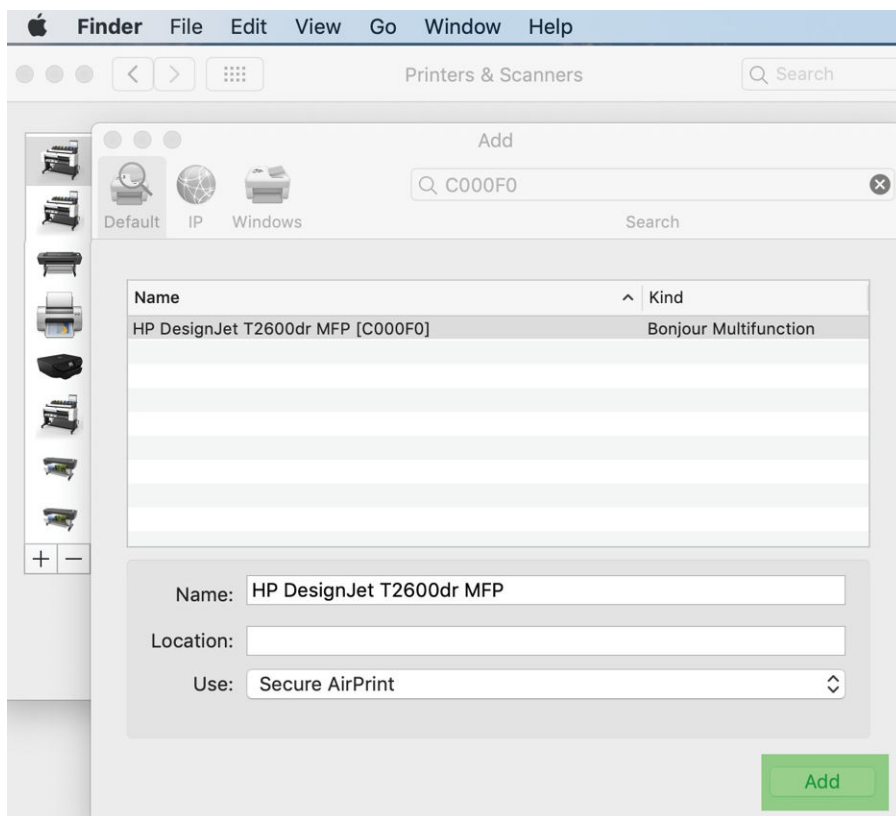 Finder File Edit View Go Window Help
Printers & Scanners
Search
Add
C000F0
Default IP Windows
Search
Name Kind
HP DesignJet T2600dr MFP [C000F0] Bonjour Multifunction
Name: HP DesignJet T2600dr MFP
Location:
Use: Secure AirPrint
Add